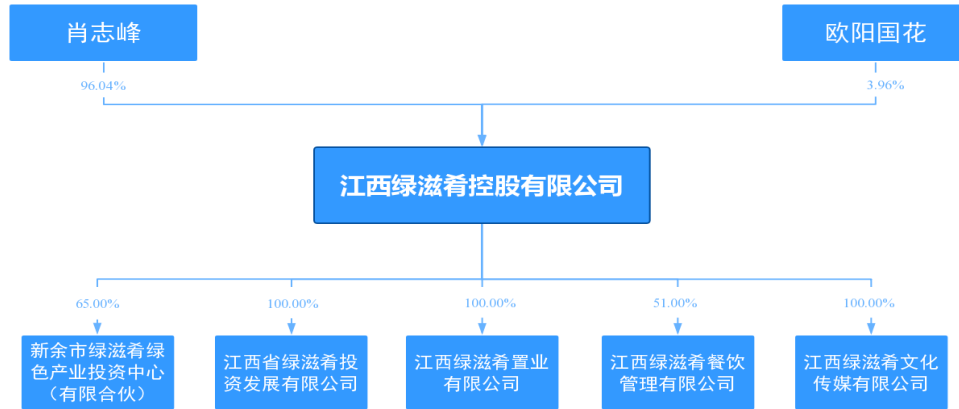 肖志峰
欧阳国花
96.04%
3.96%
江西绿滋肴控股有限公司
65.00%
100.00%
100.00%
51.00%
100.00%
新余市绿滋肴绿
色产业投资中心
（有限合伙）
江西省绿滋肴投
资发展有限公司
江西绿滋肴置业
有限公司
江西绿滋肴餐饮
管理有限公司
江西绿滋肴文化
传媒有限公司